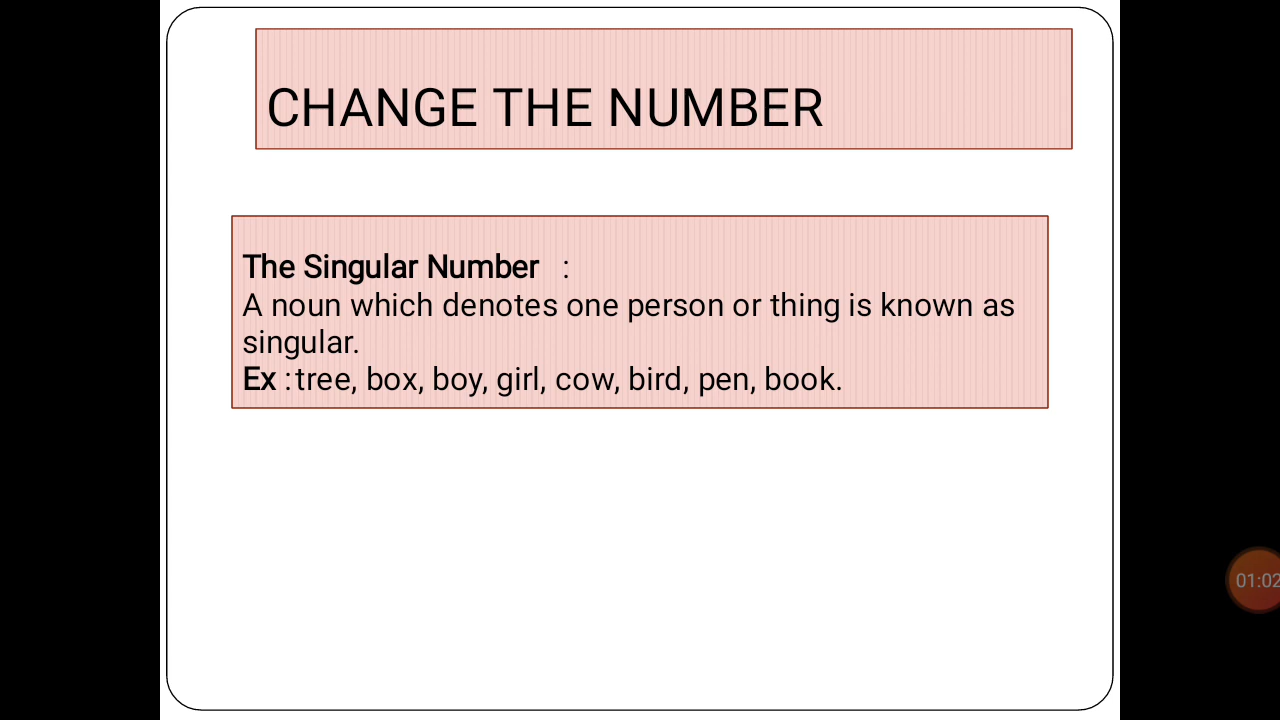 CHANGE THE NUMBER
The Singular Number :
A noun which denotes one person or thing is known as
singular.
Ex : tree, box, boy, girl, cow, bird, pen, book.
01:02